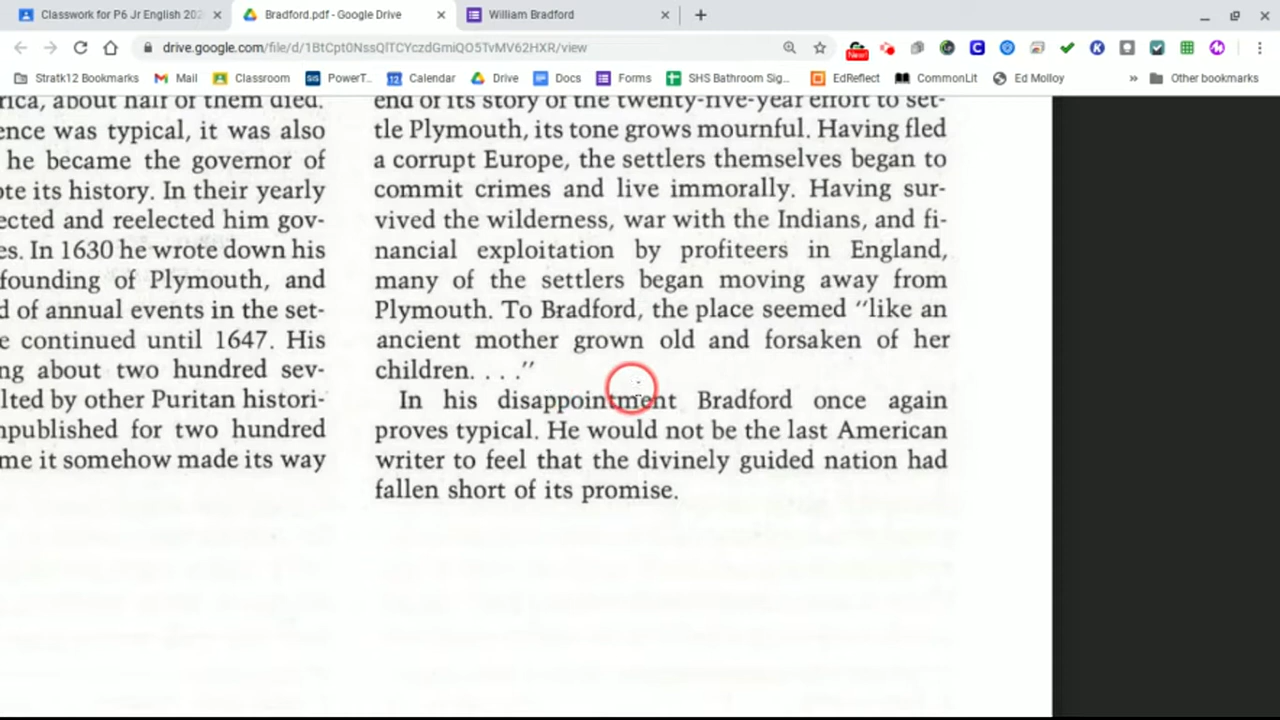 Classwork for P6 Jr English 202
Bradford.pdf - Google Drive
William Bradford
drive.google.com/file/d/1BtCpt0NssQlTCYczdGmiQO5TvMV62HXR/view
New!
Stratk12 Bookmarks
Mail
Classroom
PowerT...
Calendar
Drive
Docs
Forms
SHS Bathroom Sig...
EdReflect
CommonLit
Ed Molloy
Other bookmarks
rica, about half of them died.
ence was typical, it was also
he became the governor of
ote its history. In their yearly
ected and reelected him gov-
es. In 1630 he wrote down his
founding of Plymouth, and
d of annual events in the set-
e continued until 1647. His
ng about two hundred sev-
lted by other Puritan histori-
npublished for two hundred
me it somehow made its way
end of its story of the twenty-five-year effort to set-
tle Plymouth, its tone grows mournful. Having fled
a corrupt Europe, the settlers themselves began to
commit crimes and live immorally. Having sur-
vived the wilderness, war with the Indians, and fi-
nancial exploitation by profiteers in England,
many of the settlers began moving away from
Plymouth. To Bradford, the place seemed “like an
ancient mother grown old and forsaken of her
children. . . .”
In his disappointment Bradford once again
proves typical. He would not be the last American
writer to feel that the divinely guided nation had
fallen short of its promise.